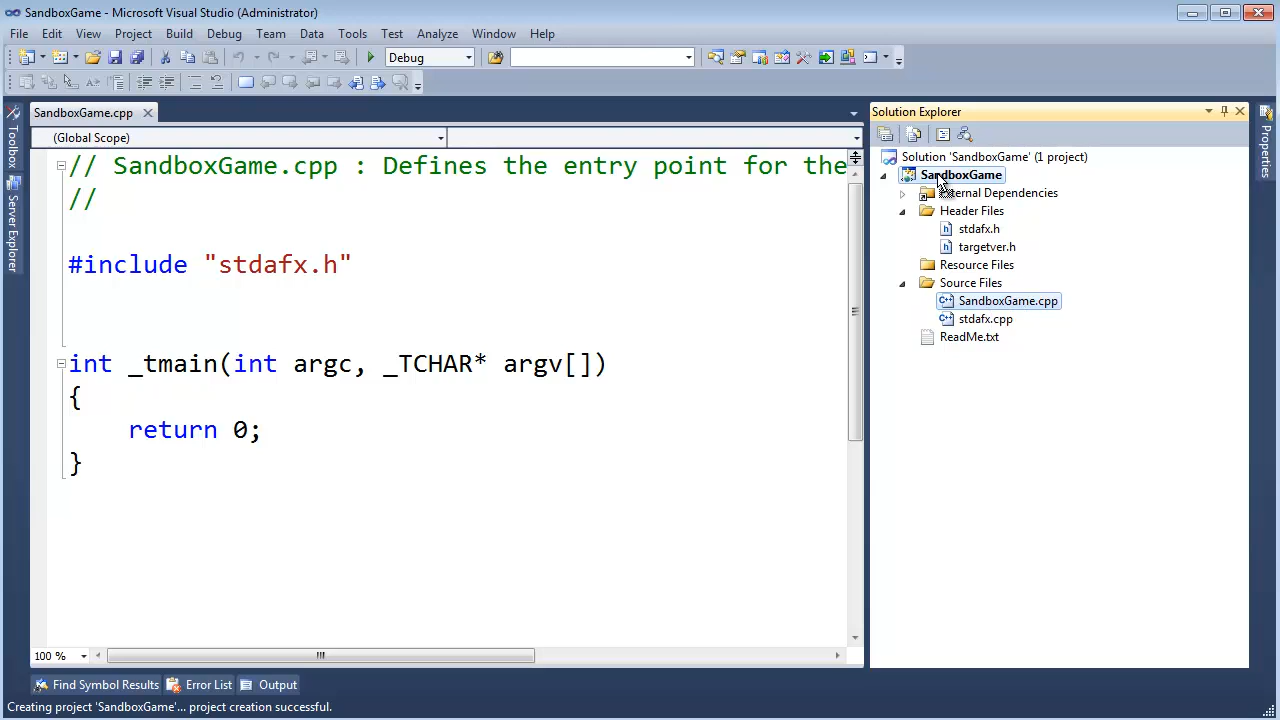 SandboxGame - Microsoft Visual Studio (Administrator)
File Edit View Project Build Debug Team Data Tools Test Analyze Window Help
Debug
SandboxGame.cpp
(Global Scope)
// SandboxGame.cpp : Defines the entry point for the
//
#include "stdafx.h"
int _tmain(int argc, _TCHAR* argv[])
{
return 0;
}
100 %
Toolbox
Server Explorer
Solution Explorer
Solution 'SandboxGame' (1 project)
SandboxGame
External Dependencies
Header Files
stdafx.h
targetver.h
Resource Files
Source Files
SandboxGame.cpp
stdafx.cpp
ReadMe.txt
Properties
Find Symbol Results Error List Output
Creating project 'SandboxGame'... project creation successful.